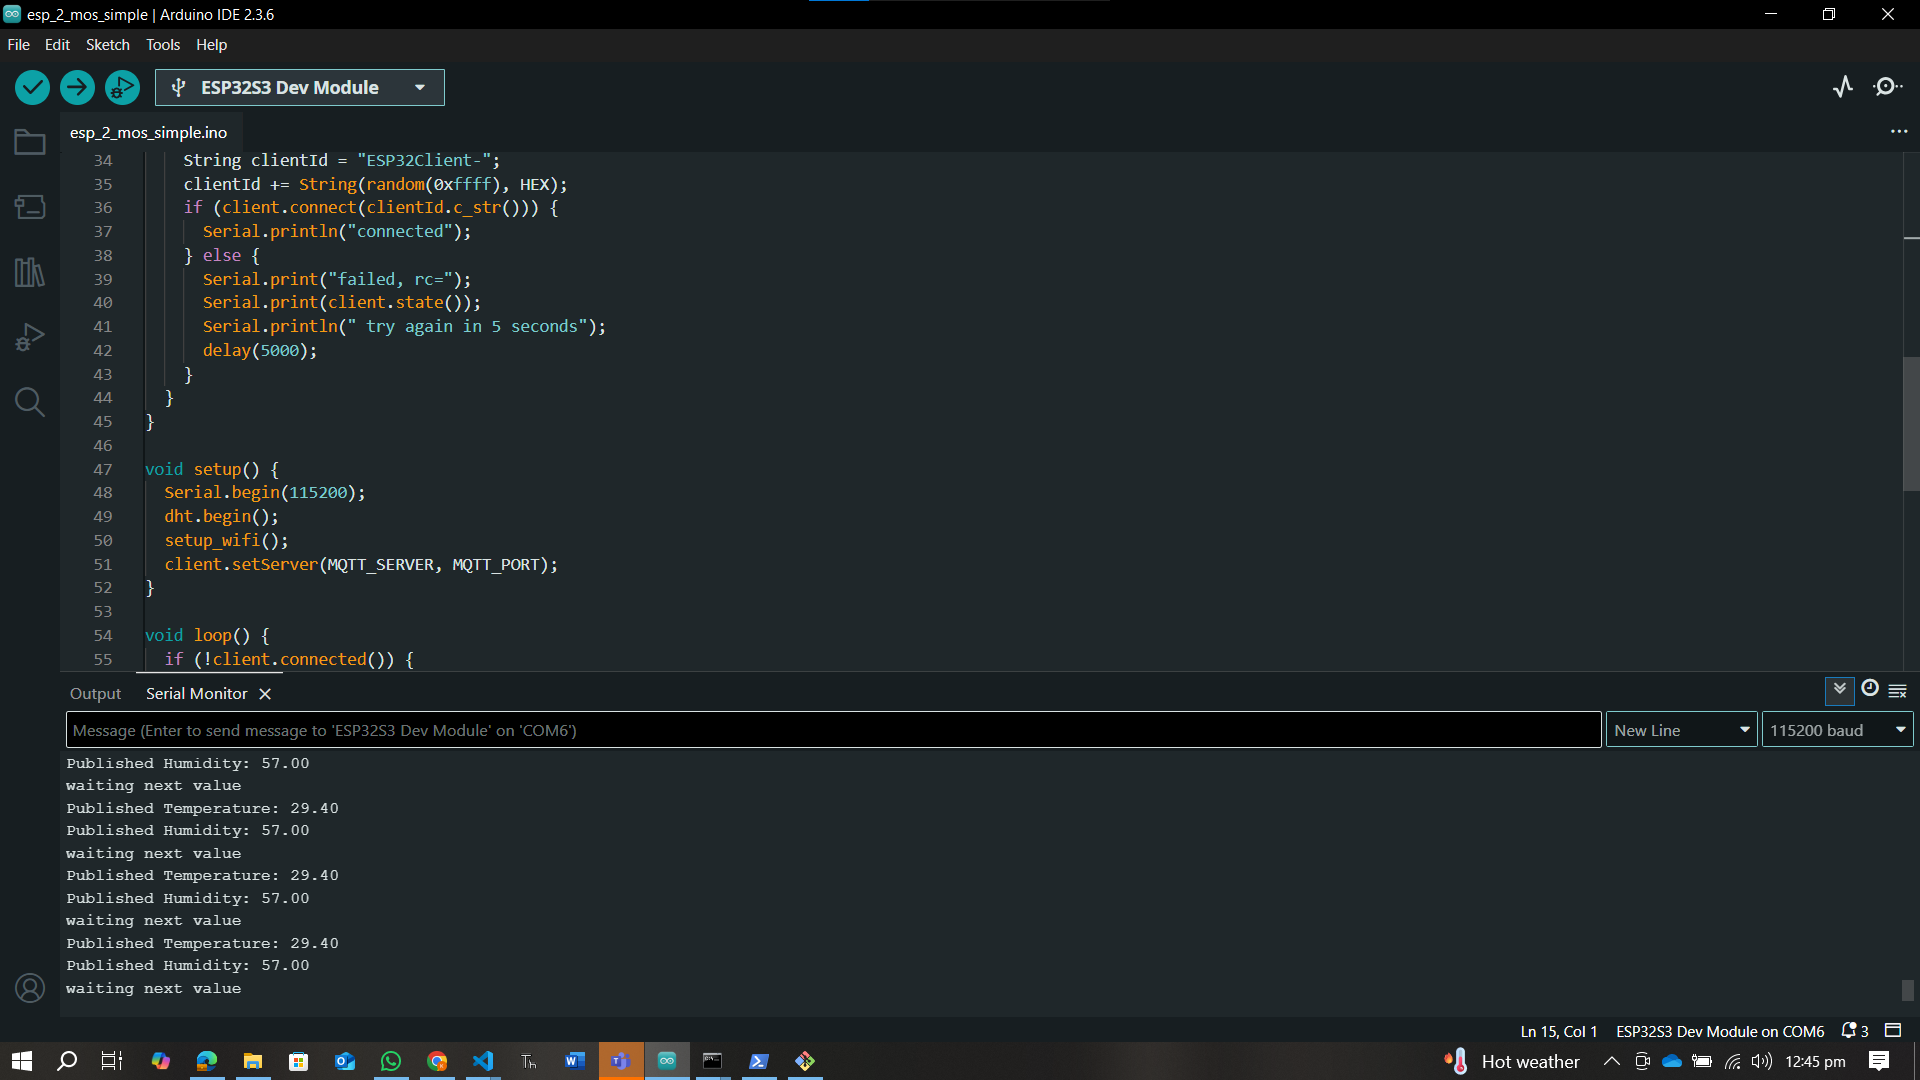 esp_2_mos_simple | Arduino IDE 2.3.6
File Edit Sketch Tools Help
ESP32S3 Dev Module
esp_2_mos_simple.ino
34 String clientId = "ESP32Client-";
35 clientId += String(random(0xffff), HEX);
36 if (client.connect(clientId.c_str())) {
37 Serial.println("connected");
38 } else {
39 Serial.print("failed, rc=");
40 Serial.print(client.state());
41 Serial.println(" try again in 5 seconds");
42 delay(5000);
43 }
44 }
45 }
46
47 void setup() {
48 Serial.begin(115200);
49 dht.begin();
50 setup_wifi();
51 client.setServer(MQTT_SERVER, MQTT_PORT);
52 }
53
54 void loop() {
55 if (!client.connected()) {
Output Serial Monitor
Message (Enter to send message to 'ESP32S3 Dev Module' on 'COM6') New Line 115200 baud
Published Humidity: 57.00
waiting next value
Published Temperature: 29.40
Published Humidity: 57.00
waiting next value
Published Temperature: 29.40
Published Humidity: 57.00
waiting next value
Published Temperature: 29.40
Published Humidity: 57.00
waiting next value
Ln 15, Col 1 ESP32S3 Dev Module on COM6 3
Hot weather 12:45 pm